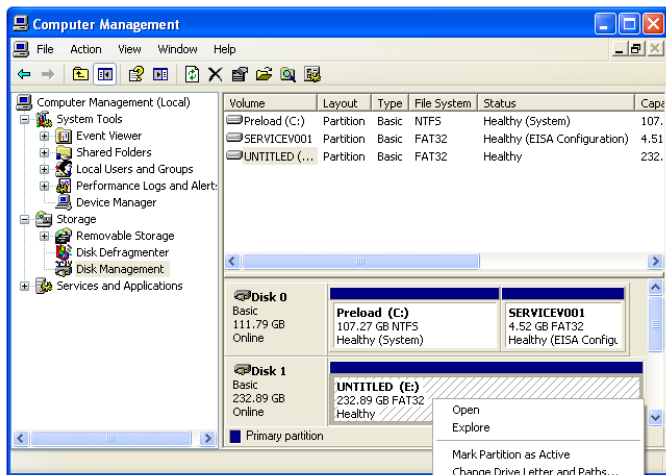 Computer Management
File Action View Window Help
Computer Management (Local)
System Tools
Event Viewer
Shared Folders
Local Users and Groups
Performance Logs and Alert:
Device Manager
Storage
Removable Storage
Disk Defragmenter
Disk Management
Services and Applications
Volume Layout Type File System Status Capa
Preload (C:) Partition Basic NTFS Healthy (System) 107.
SERVICEV001 Partition Basic FAT32 Healthy (EISA Configuration) 4.51
UNTITLED (... Partition Basic FAT32 Healthy 232.
Disk 0
Basic
111.79 GB
Online
Preload (C:)
107.27 GB NTFS
Healthy (System)
SERVICEV001
4.52 GB FAT32
Healthy (EISA Configu
Disk 1
Basic
232.89 GB
Online
UNTITLED (E:)
232.89 GB FAT32
Healthy
Primary partition
Open
Explore
Mark Partition as Active
Change Drive Letter and Paths...